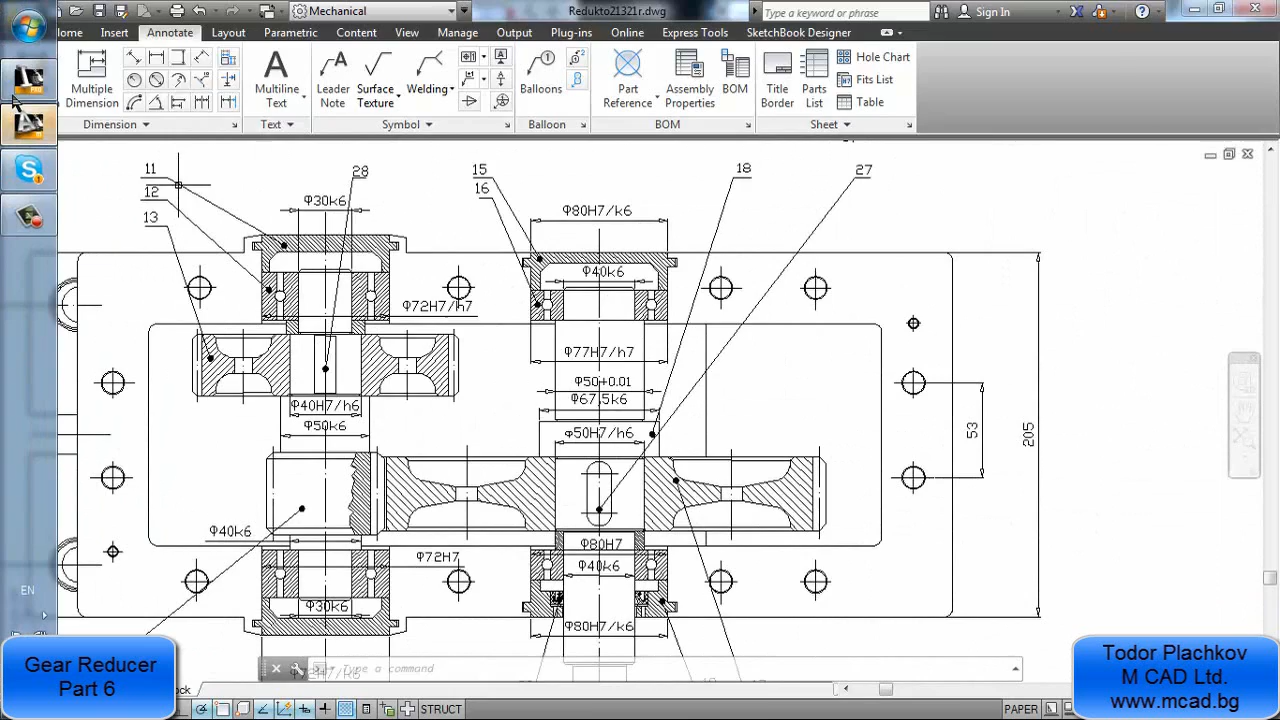 Mechanical
Redukto21321r.dwg
Type a keyword or phrase
Sign In
ome
Annotate
Layout
Parametric
Content
View
Manage
Output
Plug-ins
Online
Express Tools
SketchBook Designer
Multiple
Dimension
Multiline
Text
Leader
Note
Surface
Texture
Welding
Balloons
Part
Reference
Assembly
Properties
BOM
Title
Border
Parts
List
Hole Chart
Fits List
Table
Dimension
Text
Symbol
Balloon
BOM
Sheet
11
12
13
28
Φ30k6
15
16
Φ80H7/k6
18
27
Φ40k6
Φ72H7/h7
Φ77H7/h7
Φ50+0.01
Φ67,5k6
Φ40H7/h6
Φ50k6
Φ50H7/h6
53
205
Φ40k6
Φ72H7
Φ80H7
Φ40k6
Φ30k6
Φ80H7/k6
EN
Type a command
Gear Reducer
Part 6
Todor Plachkov
M CAD Ltd.
www.mcad.bg
STRUCT
PAPER